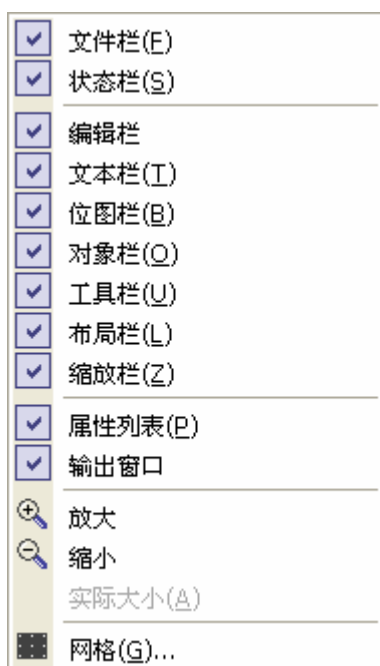 文件栏(F)
状态栏(S)
编辑栏
文本栏(T)
位图栏(B)
对象栏(O)
工具栏(U)
布局栏(L)
缩放栏(Z)
属性列表(P)
输出窗口
放大
缩小
实际大小(A)
网格(G)...